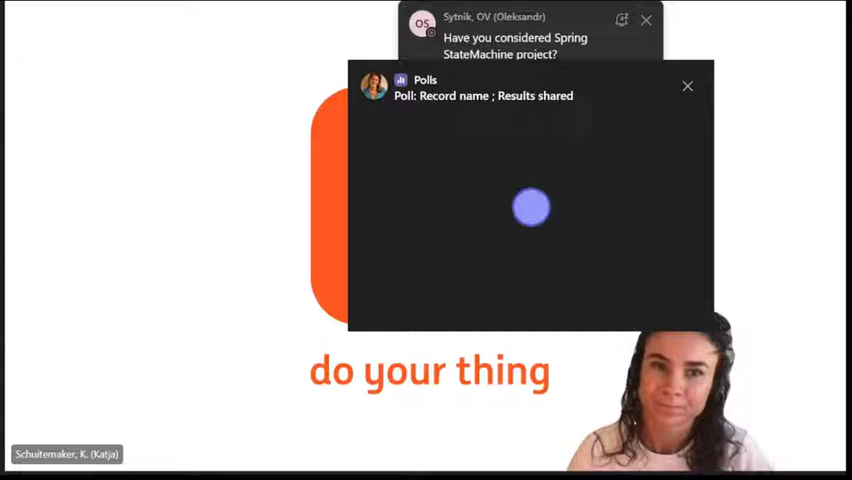 OS
Sytnik, OV (Oleksandr)
Have you considered Spring
StateMachine project?
Polls
Poll: Record name ; Results shared
do your thing
Schuitemaker, K. (Katja)